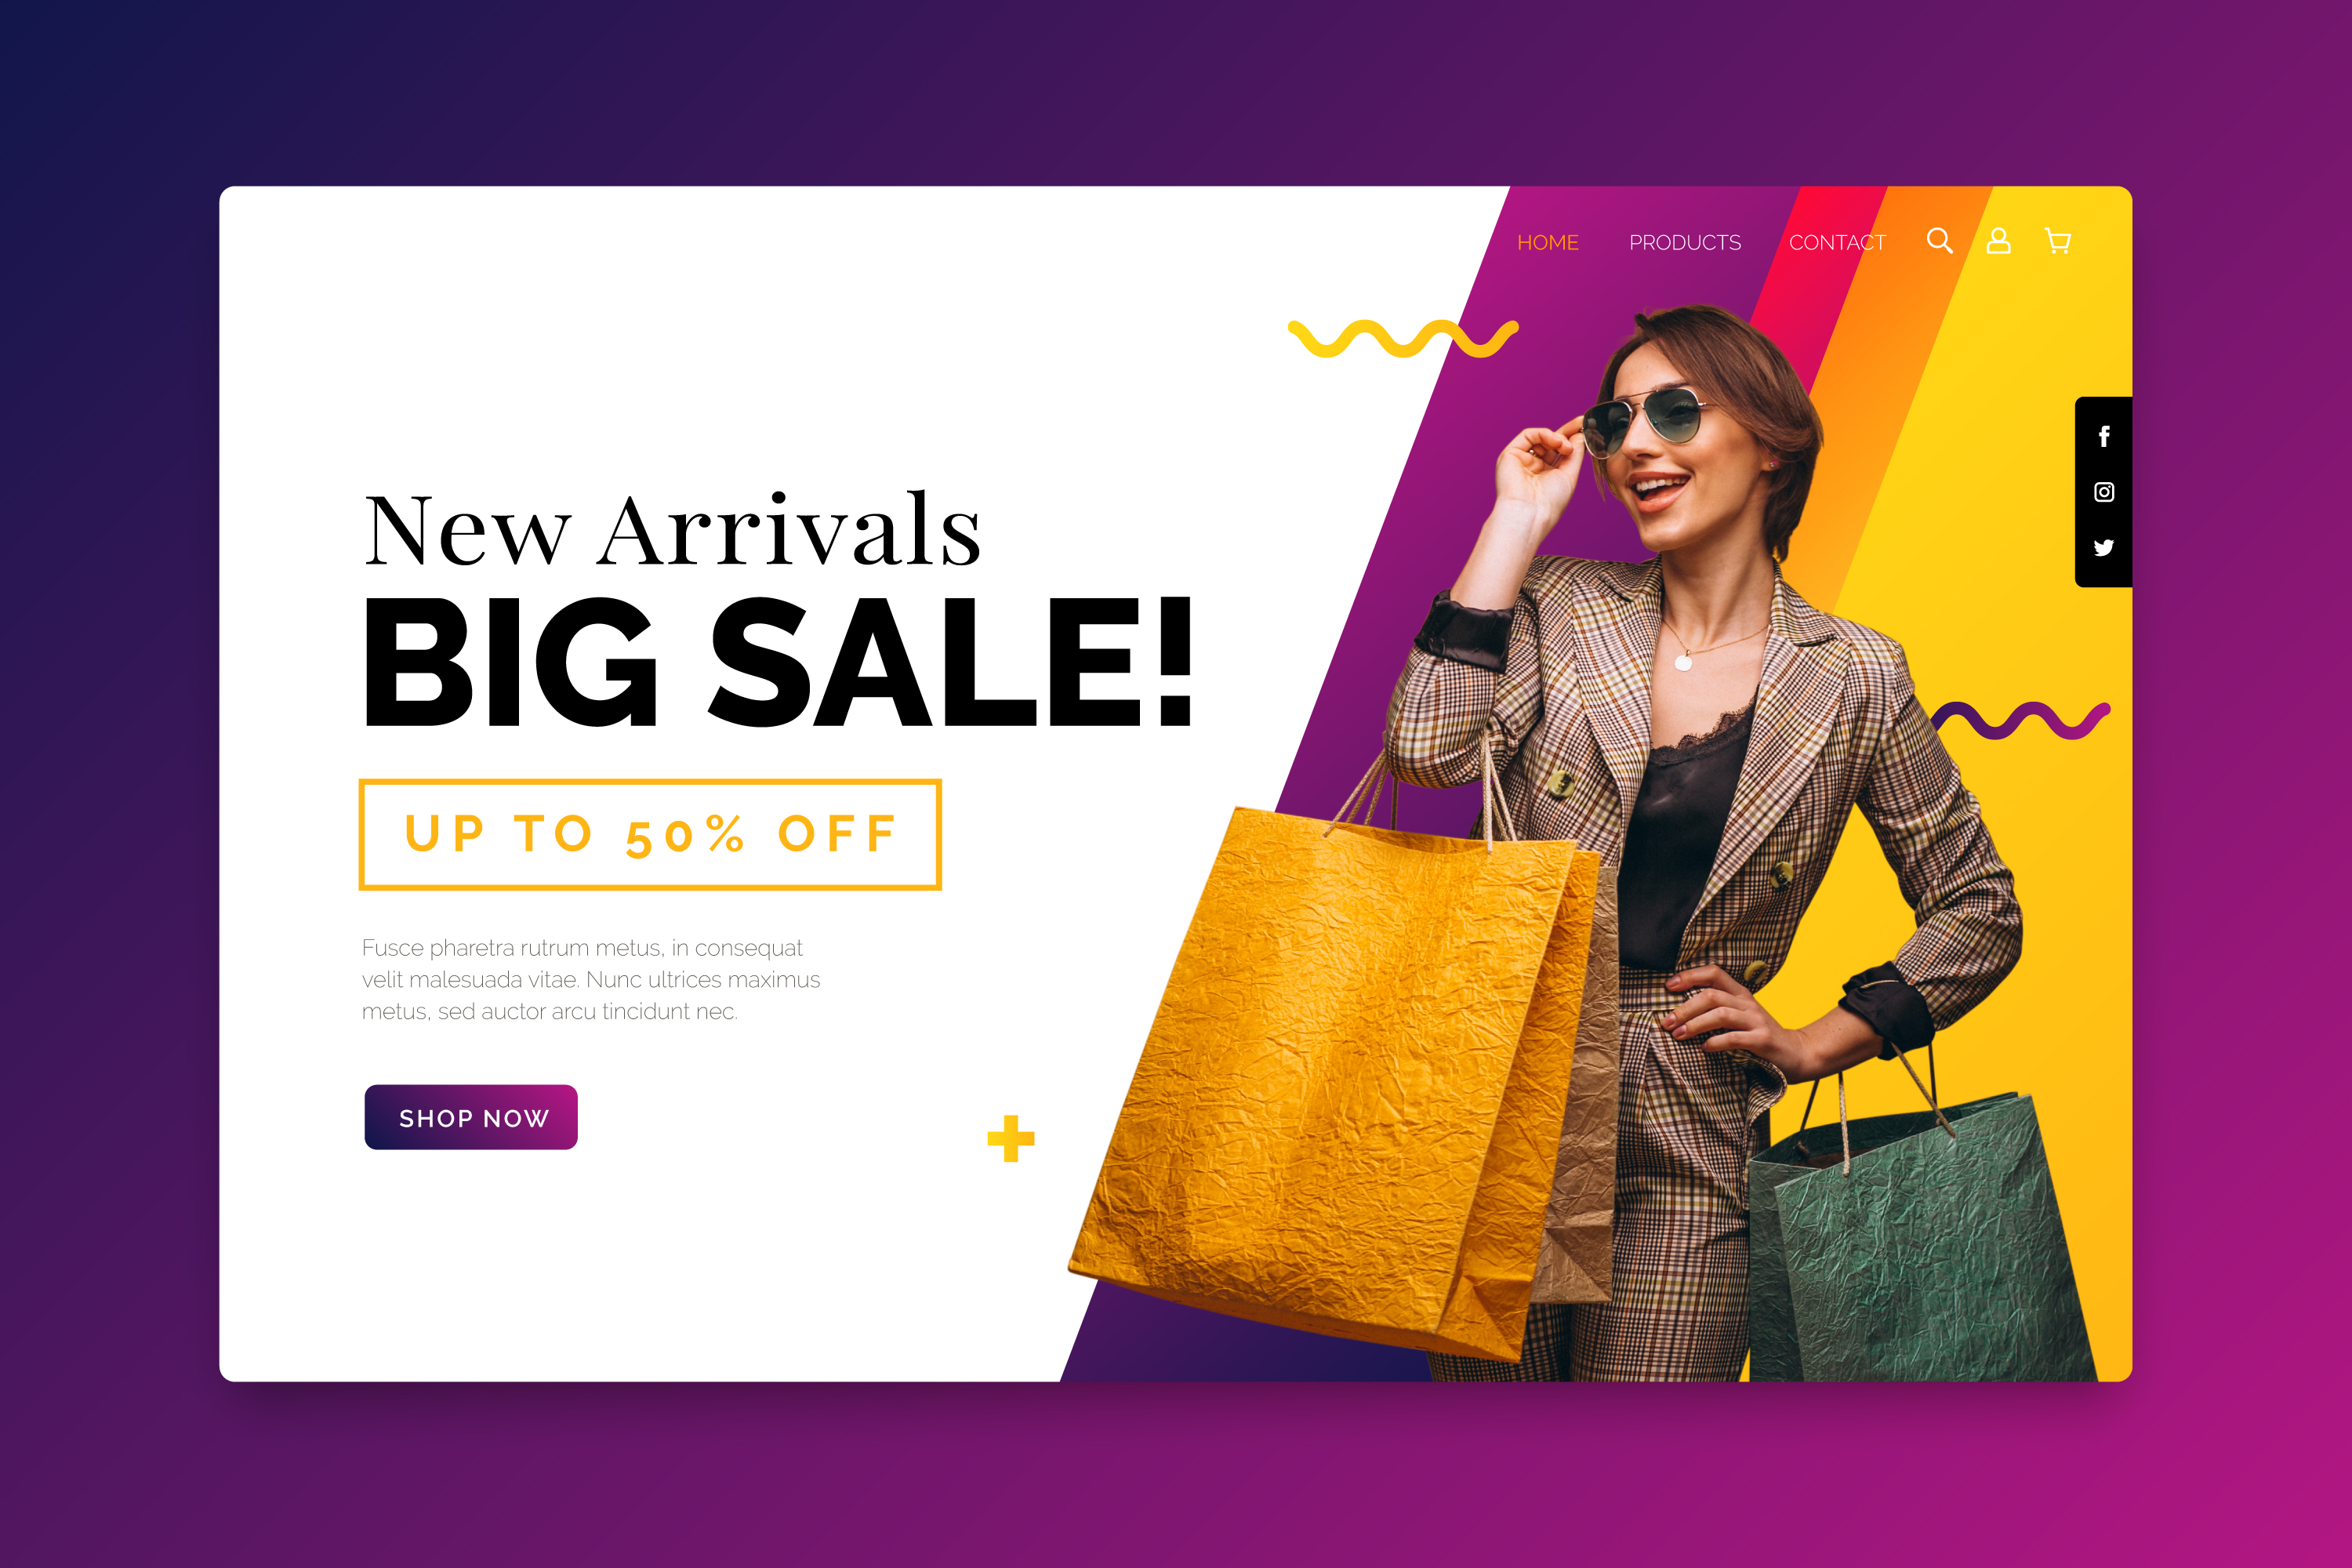 HOME PRODUCTS CONTACT
New Arrivals
BIG SALE!
UP TO 50% OFF
Fusce pharetra rutrum metus, in consequat
velit malesuada vitae. Nunc ultrices maximus
metus, sed auctor arcu tincidunt nec.
SHOP NOW